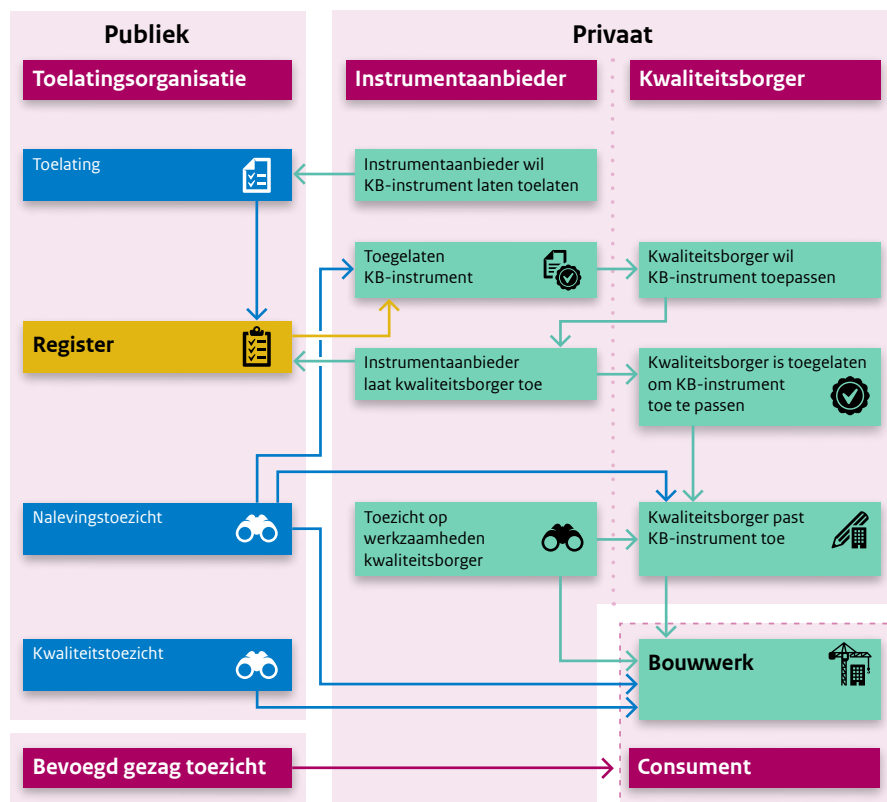 Publiek
Privaat
Toelatingsorganisatie
Instrumentaanbieder
Kwaliteitsborger
Toelating
Instrumentaanbieder wil
KB-instrument laten toelaten
Toegelaten
KB-instrument
Kwaliteitsborger wil
KB-instrument toepassen
Register
Instrumentaanbieder
laat kwaliteitsborger toe
Kwaliteitsborger is toegelaten
om KB-instrument
toe te passen
Nalevingstoezicht
Toezicht op
werkzaamheden
kwaliteitsborger
Kwaliteitsborger past
KB-instrument toe
Kwaliteitstoezicht
Bouwwerk
Bevoegd gezag toezicht
Consument